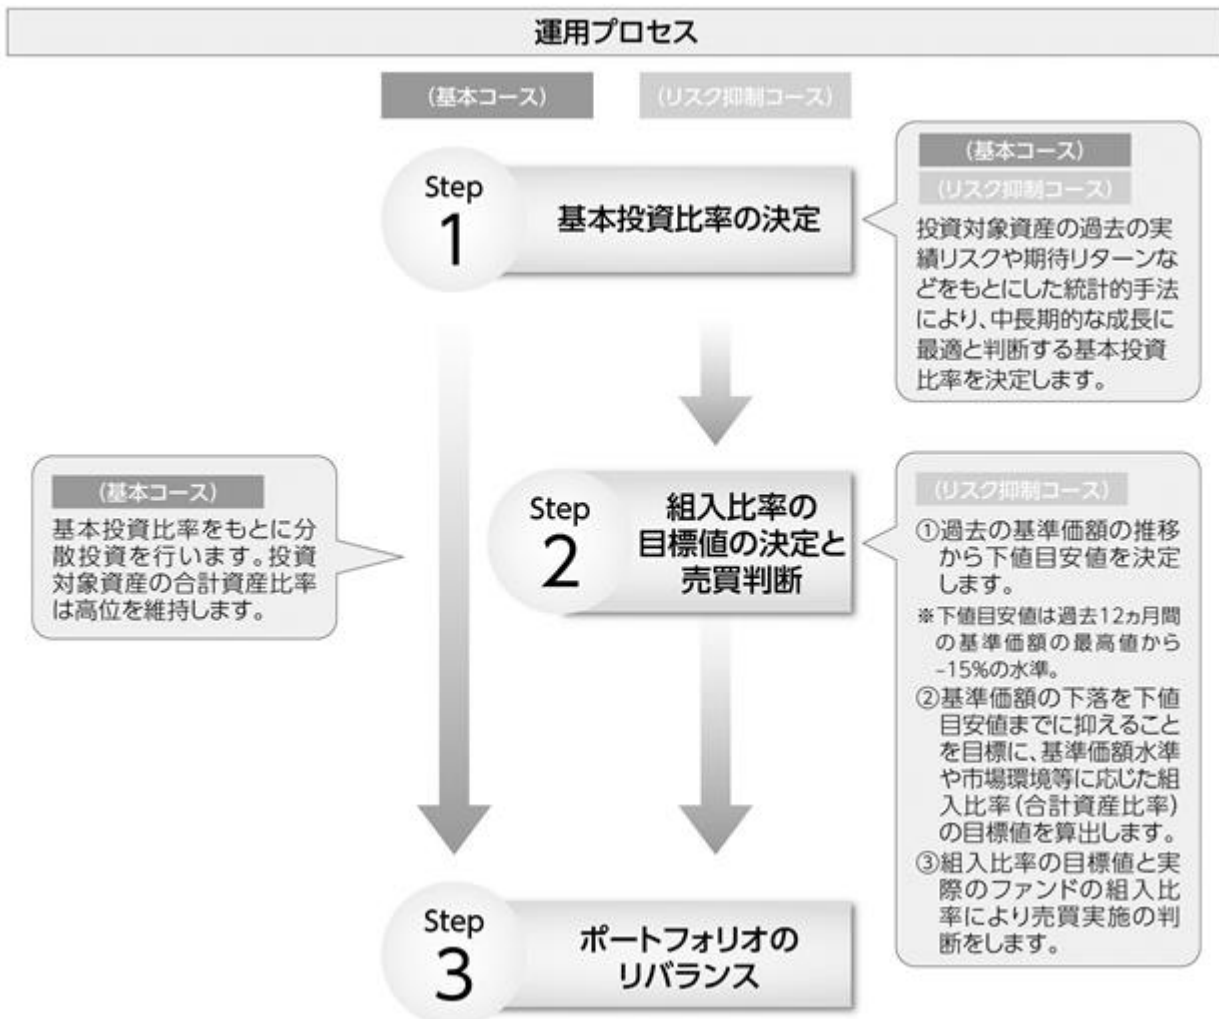 運用プロセス
(基本コース)
(リスク抑制コース)
Step
1
基本投資比率の決定
(基本コース)
(リスク抑制コース)
投資対象資産の過去の実
績リスクや期待リターンな
どをもとにした統計的手法
により、中長期的な成長に
最適と判断する基本投資
比率を決定します。
(基本コース)
基本投資比率をもとに分
散投資を行います。投資
対象資産の合計資産比率
は高位を維持します。
Step
2
組入比率の
目標値の決定と
売買判断
(リスク抑制コース)
①過去の基準価額の推移
から下値目安値を決定
します。
※下値目安値は過去12ヵ月間
の基準価額の最高値から
-15%の水準。
②基準価額の下落を下値
目安値までに抑えること
を目標に、基準価額水準
や市場環境等に応じた組
入比率(合計資産比率)
の目標値を算出します。
③組入比率の目標値と実
際のファンドの組入比
率により売買実施の判
断をします。
Step
3
ポートフォリオの
リバランス